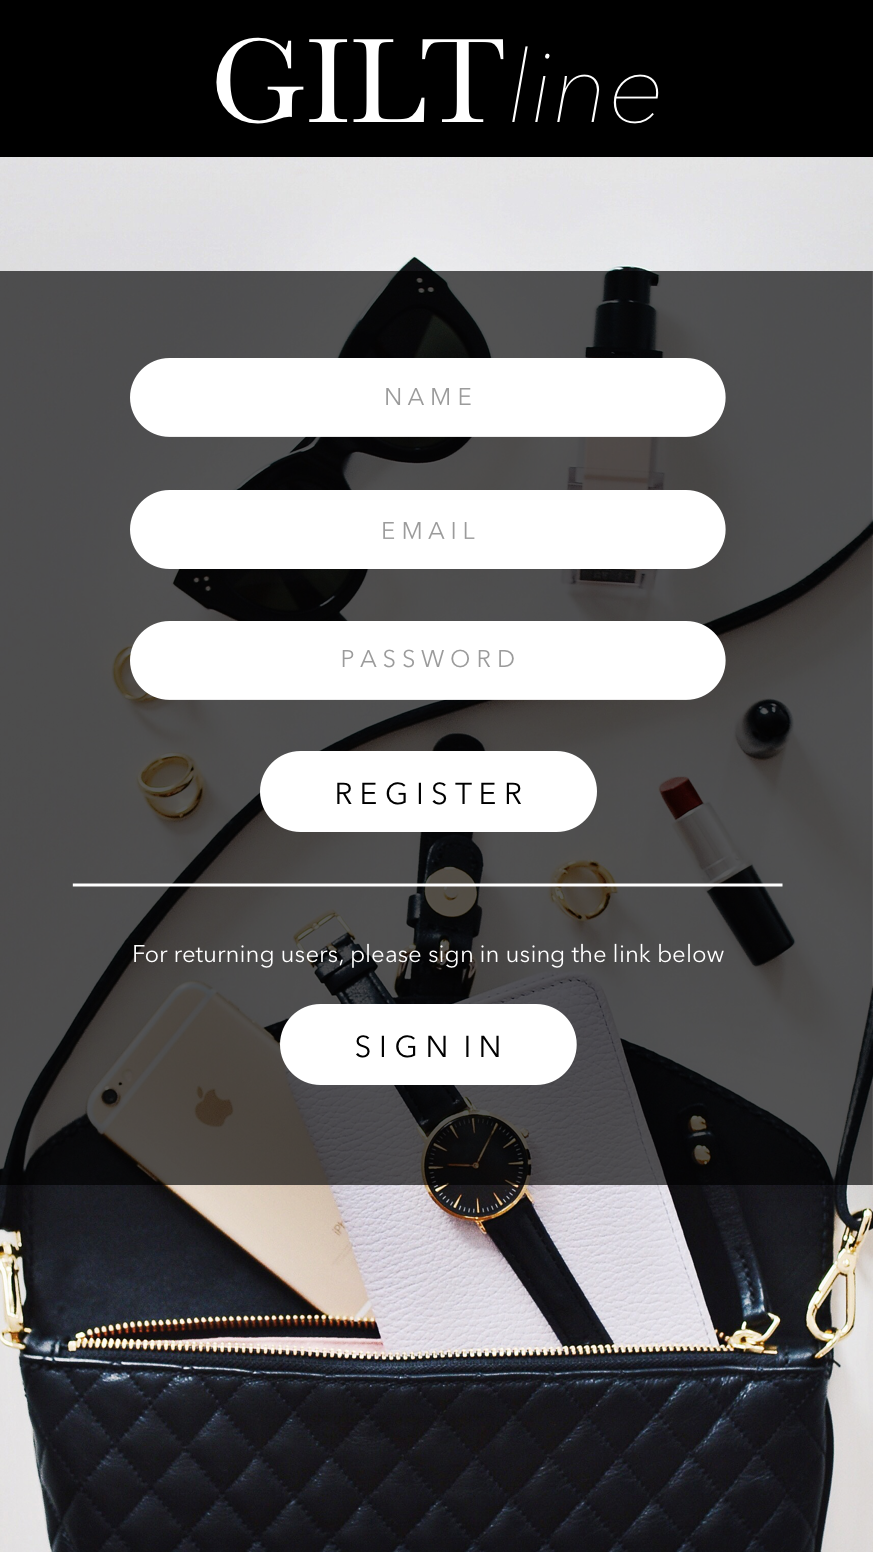 GILTline
NAME
EMAIL
PASSWORD
REGISTER
For returning users, please sign in using the link below
SIGN IN